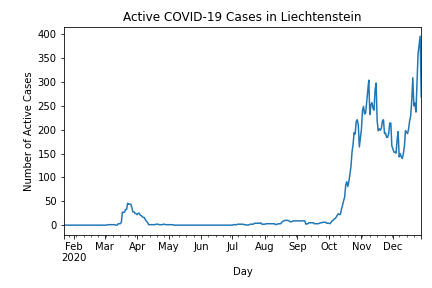 Active COVID-19 Cases in Liechtenstein
Number of Active Cases
400
350
300
250
200
150
100
50
0
Feb Mar Apr May Jun Jul Aug Sep Oct Nov Dec
2020
Day